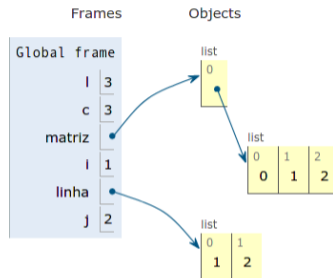 Frames Objects
Global frame
l 3
c 3
matriz
i 1
linha
j 2
list
0
list
0 1 2
0 1 2
list
0 1
1 2